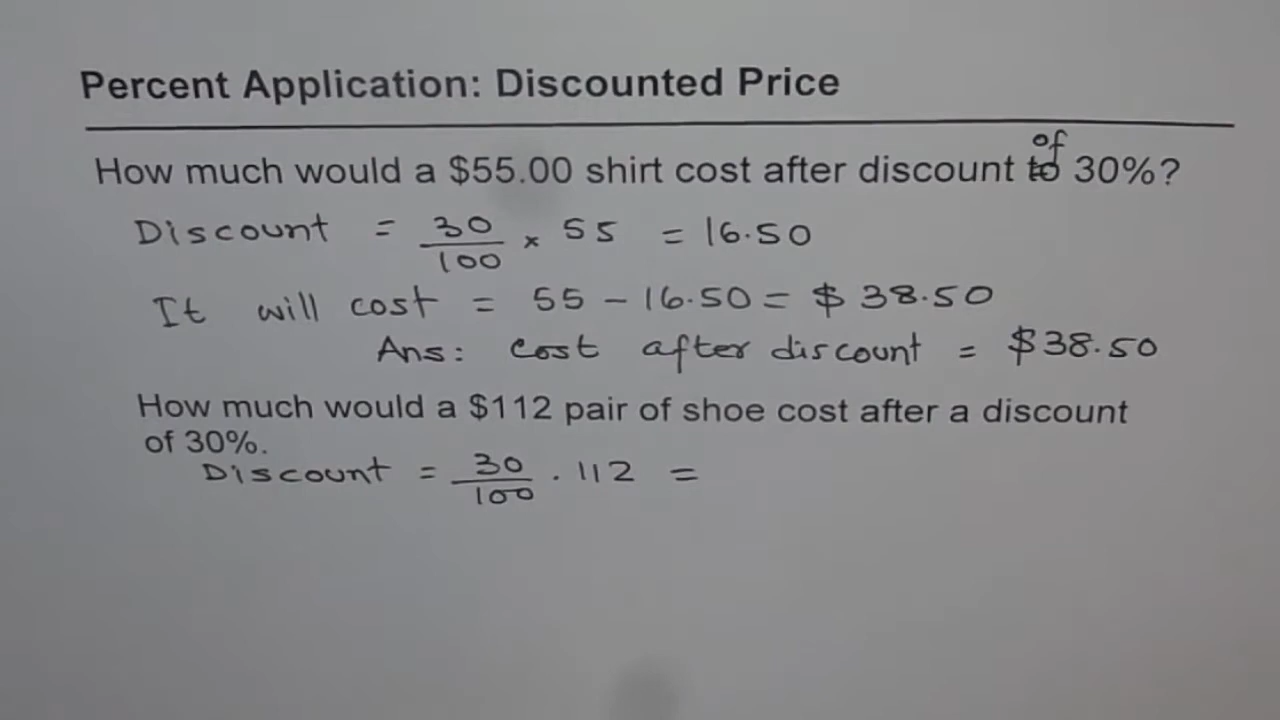 Percent Application: Discounted Price
How much would a $55.00 shirt cost after discount to of 30%?
Discount = 30/100 × 55 = 16.50
It will cost = 55 - 16.50 = $38.50
Ans: cost after discount = $38.50
How much would a $112 pair of shoe cost after a discount
of 30%.
Discount = 30/100 . 112 =